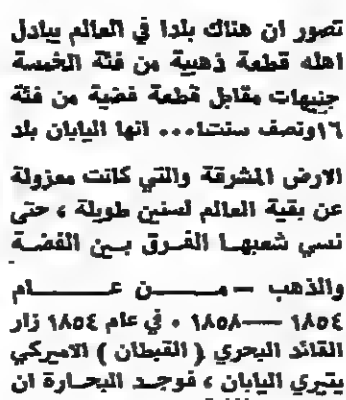 تصور ان هناك بلدا في العالم يبادل
اهله قطعة ذهبية من فئة الخمسة
جنيهات مقابل قطعة فضية من فئة
١٦ونصف سنتا... انها اليابان بلد
الارض المشرقة والتي كانت معزولة
عن بقية العالم لسنين طويلة ، حتى
نسي شعبها الفرق بين الفضة
والذهب — من عام
١٨٥٤ — ١٨٥٨ . في عام ١٨٥٤ زار
القائد البحري ( القبطان ) الاميركي
بيري اليابان ، فوجد البحارة ان